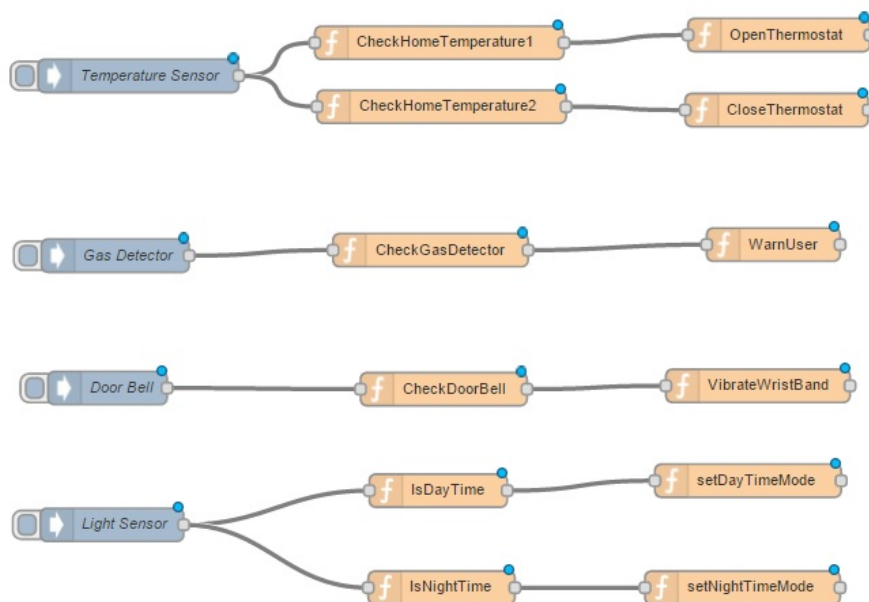 Temperature Sensor
CheckHomeTemperature1
OpenThermostat
CheckHomeTemperature2
CloseThermostat
Gas Detector
CheckGasDetector
WarnUser
Door Bell
CheckDoorBell
VibrateWristBand
Light Sensor
IsDayTime
setDayTimeMode
IsNightTime
setNightTimeMode